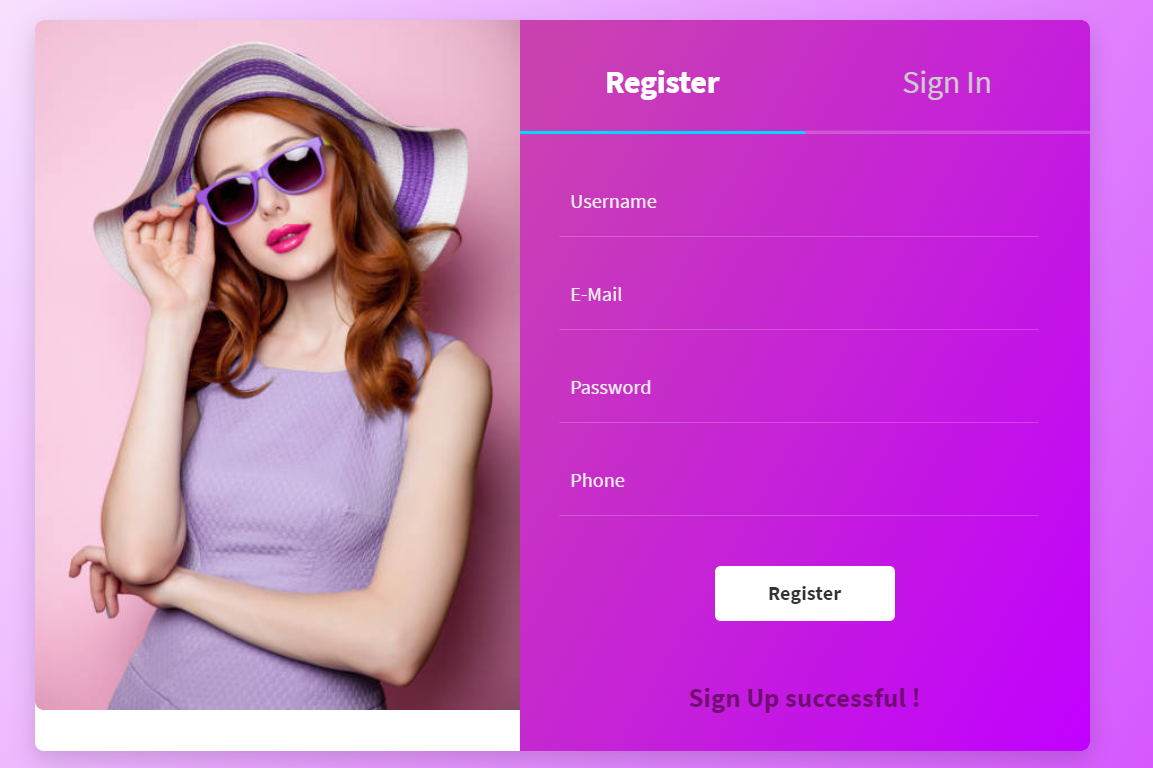 Register
Sign In
Username
E-Mail
Password
Phone
Register
Sign Up successful !